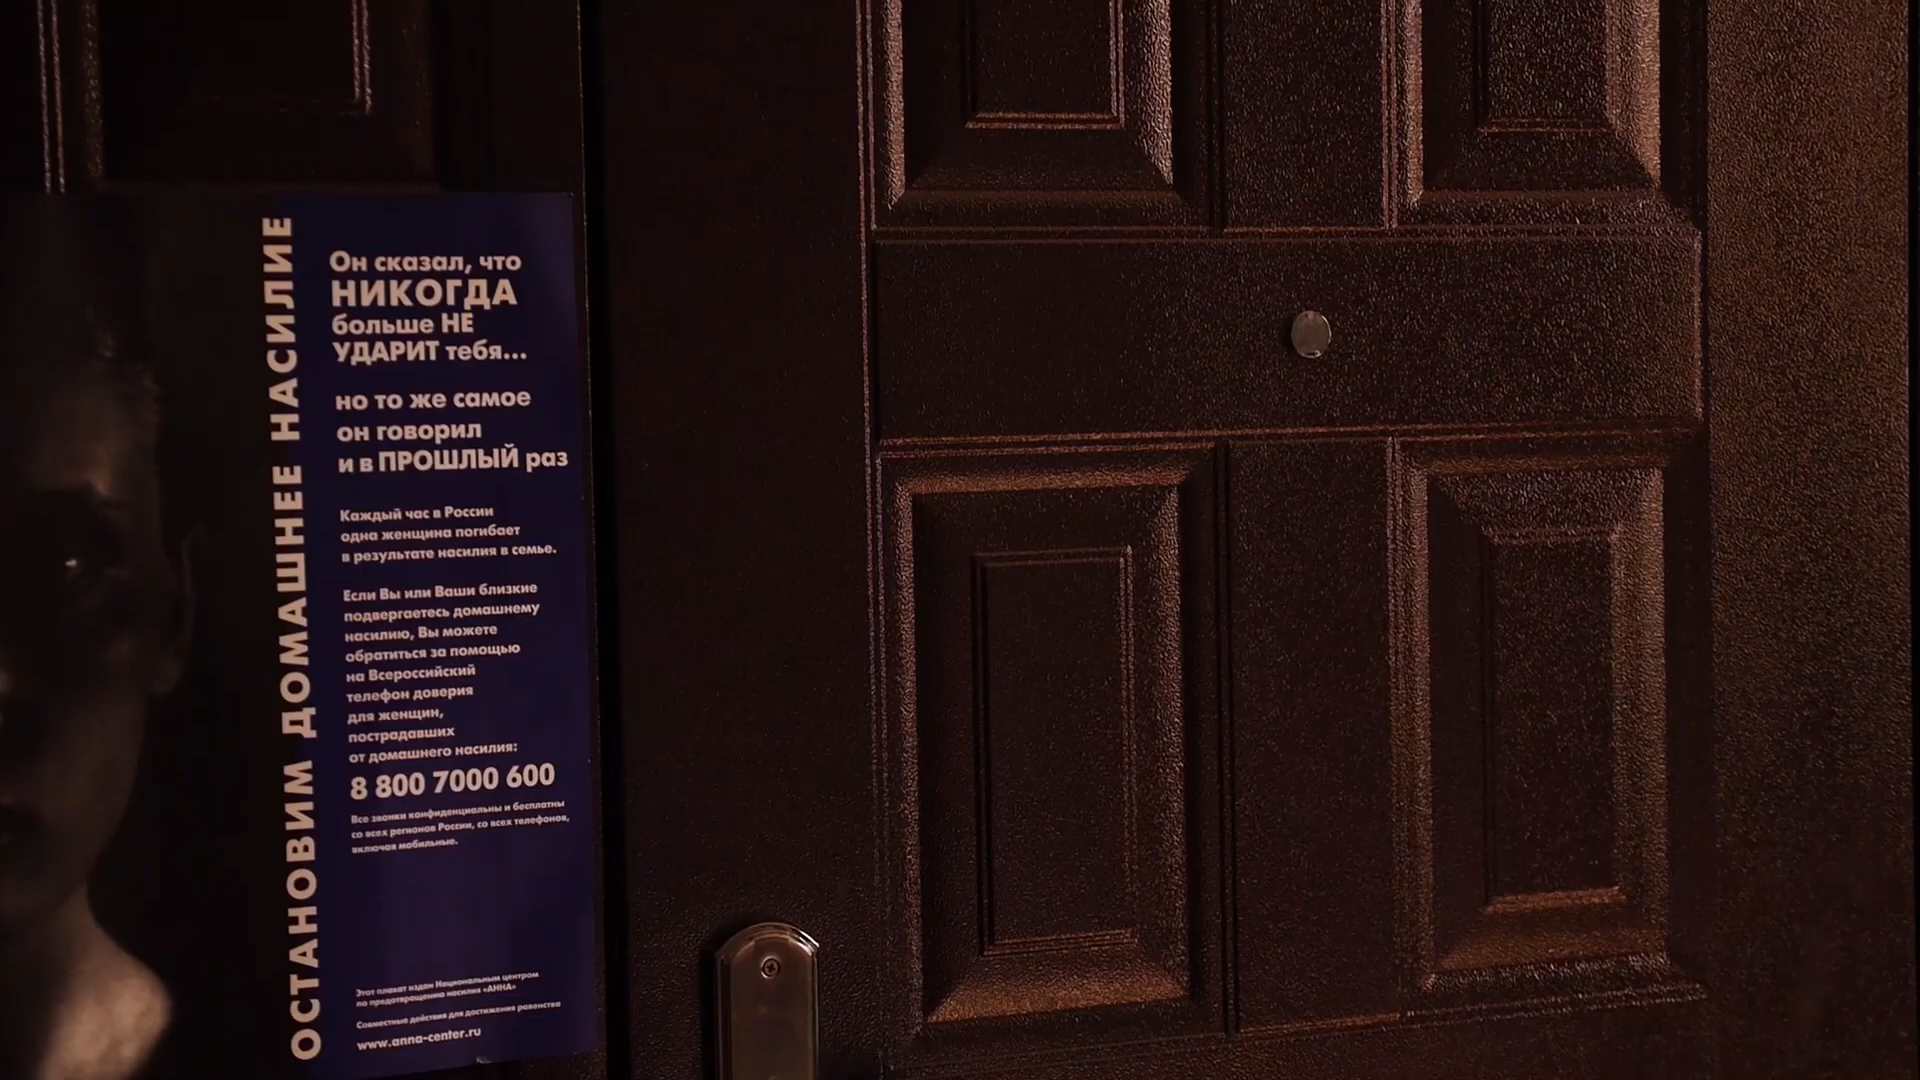 ОСТАНОВИМ ДОМАШНЕЕ НАСИЛИЕ
Он сказал, что
НИКОГДА
больше НЕ
УДАРИТ тебя...
но то же самое
он говорил
и в ПРОШЛЫЙ раз
Каждый час в России
одна женщина погибает
в результате насилия в семье.
Если Вы или Ваши близкие
подвергаетесь домашнему
насилию, Вы можете
обратиться за помощью
на Всероссийский
телефон доверия
для женщин,
пострадавших
от домашнего насилия:
8 800 7000 600
Все звонки конфиденциальны и бесплатны
со всех регионов России, со всех телефонов,
включая мобильные.
Этот плакат издан Национальным центром
по предотвращению насилия «АННА»
Совместные действия для достижения равенства
www.anna-center.ru